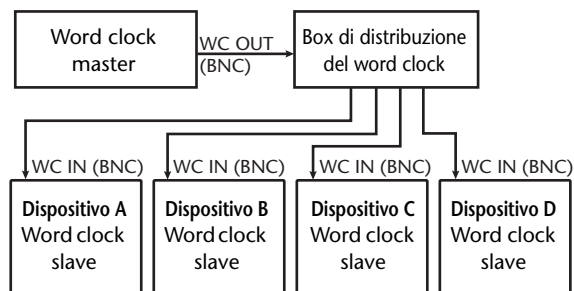 Word clock
master
WC OUT
(BNC)
Box di distribuzione
del word clock
WC IN (BNC)
WC IN (BNC)
WC IN (BNC)
WC IN (BNC)
Dispositivo A
Word clock
slave
Dispositivo B
Word clock
slave
Dispositivo C
Word clock
slave
Dispositivo D
Word clock
slave